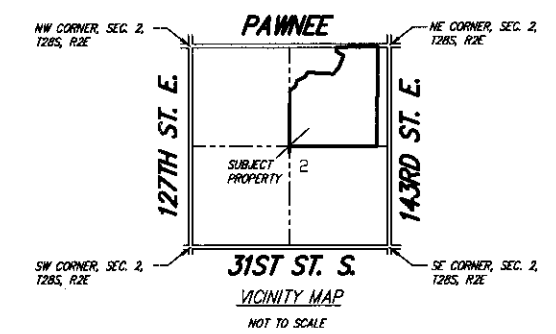 NW CORNER, SEC. 2,
T28S, R2E
PAWNEE
NE CORNER, SEC. 2,
T28S, R2E
127TH ST. E.
143RD ST. E.
SUBJECT
PROPERTY
2
SW CORNER, SEC. 2,
T28S, R2E
31ST ST. S.
SE CORNER, SEC. 2,
T28S, R2E
VICINITY MAP
NOT TO SCALE